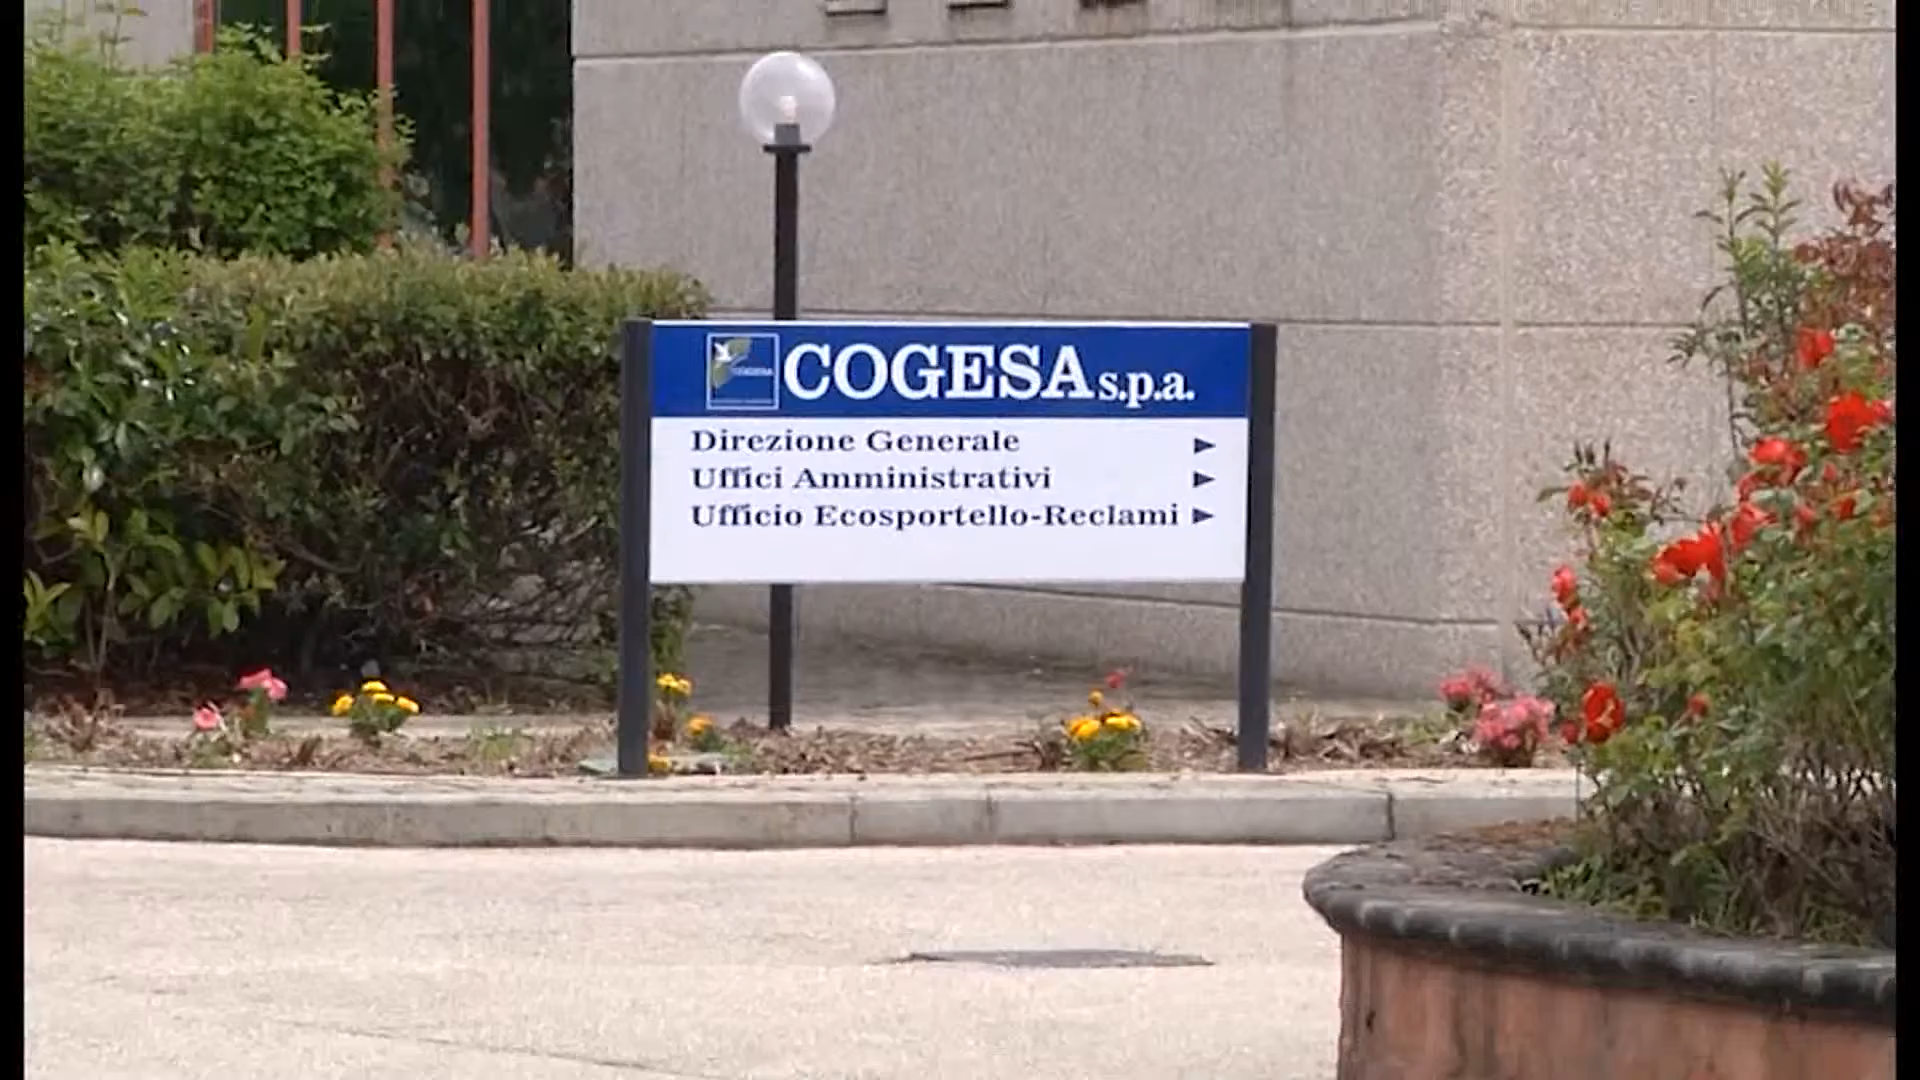 COGESA s.p.a.
Direzione Generale
Uffici Amministrativi
Ufficio Ecosportello-Reclami